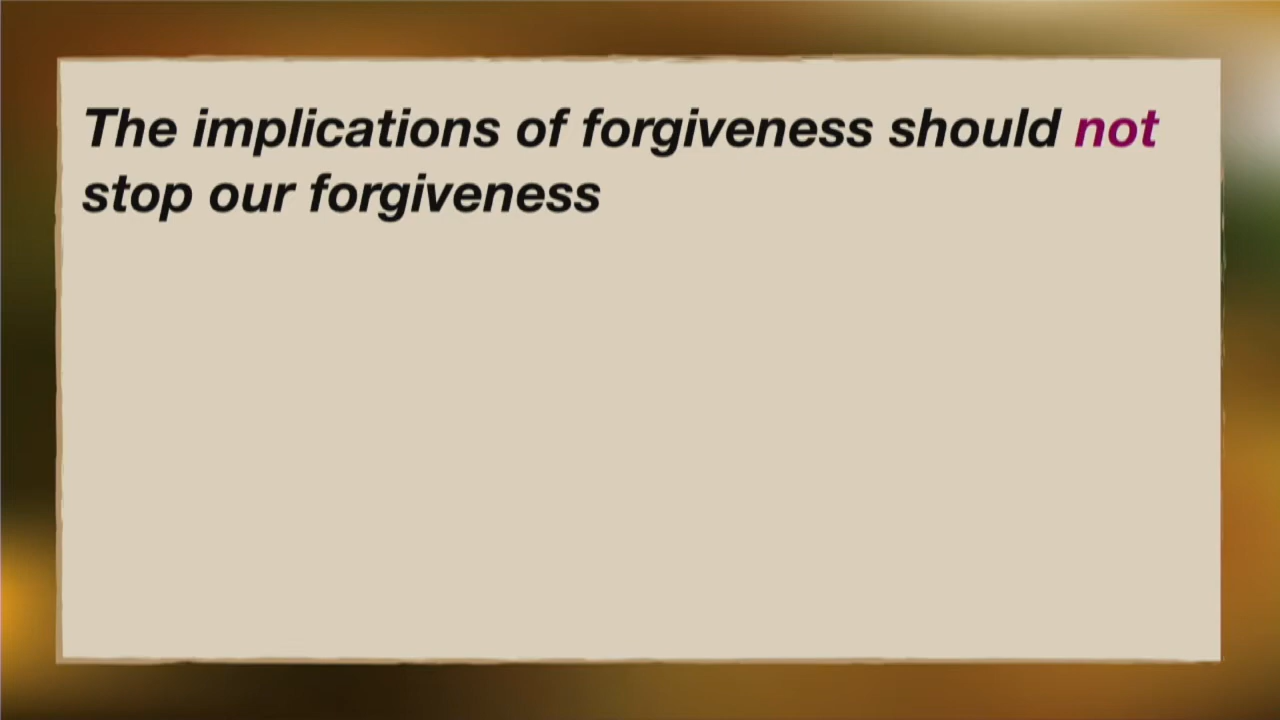 The implications of forgiveness should not
stop our forgiveness